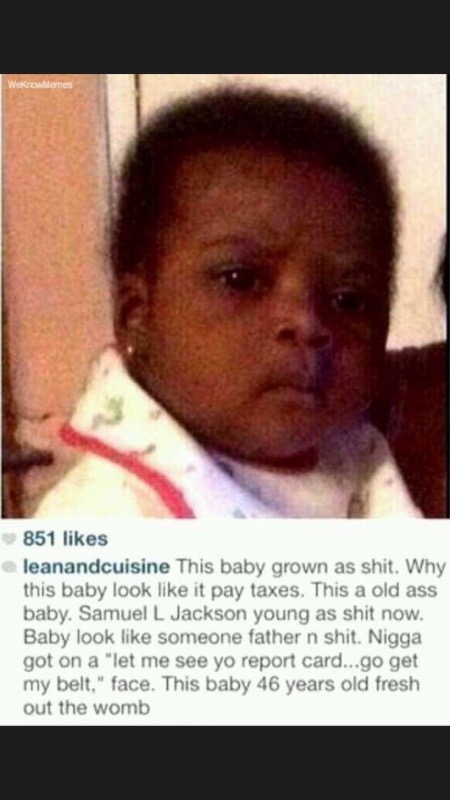 WeKnowMemes
851 likes
leanandcuisine This baby grown as shit. Why
this baby look like it pay taxes. This a old ass
baby. Samuel L Jackson young as shit now.
Baby look like someone father n shit. Nigga
got on a "let me see yo report card...go get
my belt," face. This baby 46 years old fresh
out the womb